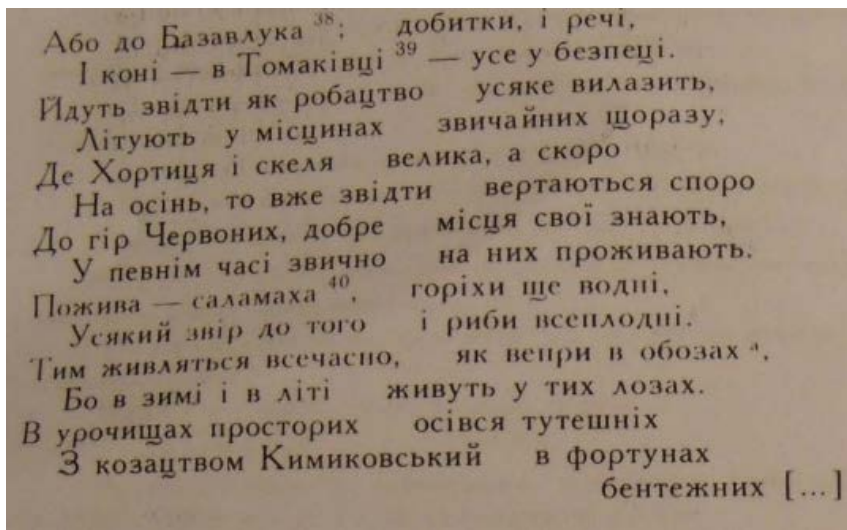 Або до Базавлука ³⁸; добитки, і речі,
І коні — в Томаківці ³⁹ — усе у безпеці.
Йдуть звідти як робацтво усяке вилазить,
Літують у місцинах звичайних щоразу,
Де Хортиця і скеля велика, а скоро
На осінь, то вже звідти вертаються споро
До гір Червоних, добре місця свої знають,
У певнім часі звично на них проживають.
Пожива — саламаха ⁴⁰, горіхи ще водні,
Усякий звір до того і риби всеплодні.
Тим живляться всечасно, як вепри в обозах ᵃ,
Бо в зимі і в літі живуть у тих лозах.
В урочищах просторих осівся тутешніх
З козацтвом Кимиковський в фортунах
бентежних [...]